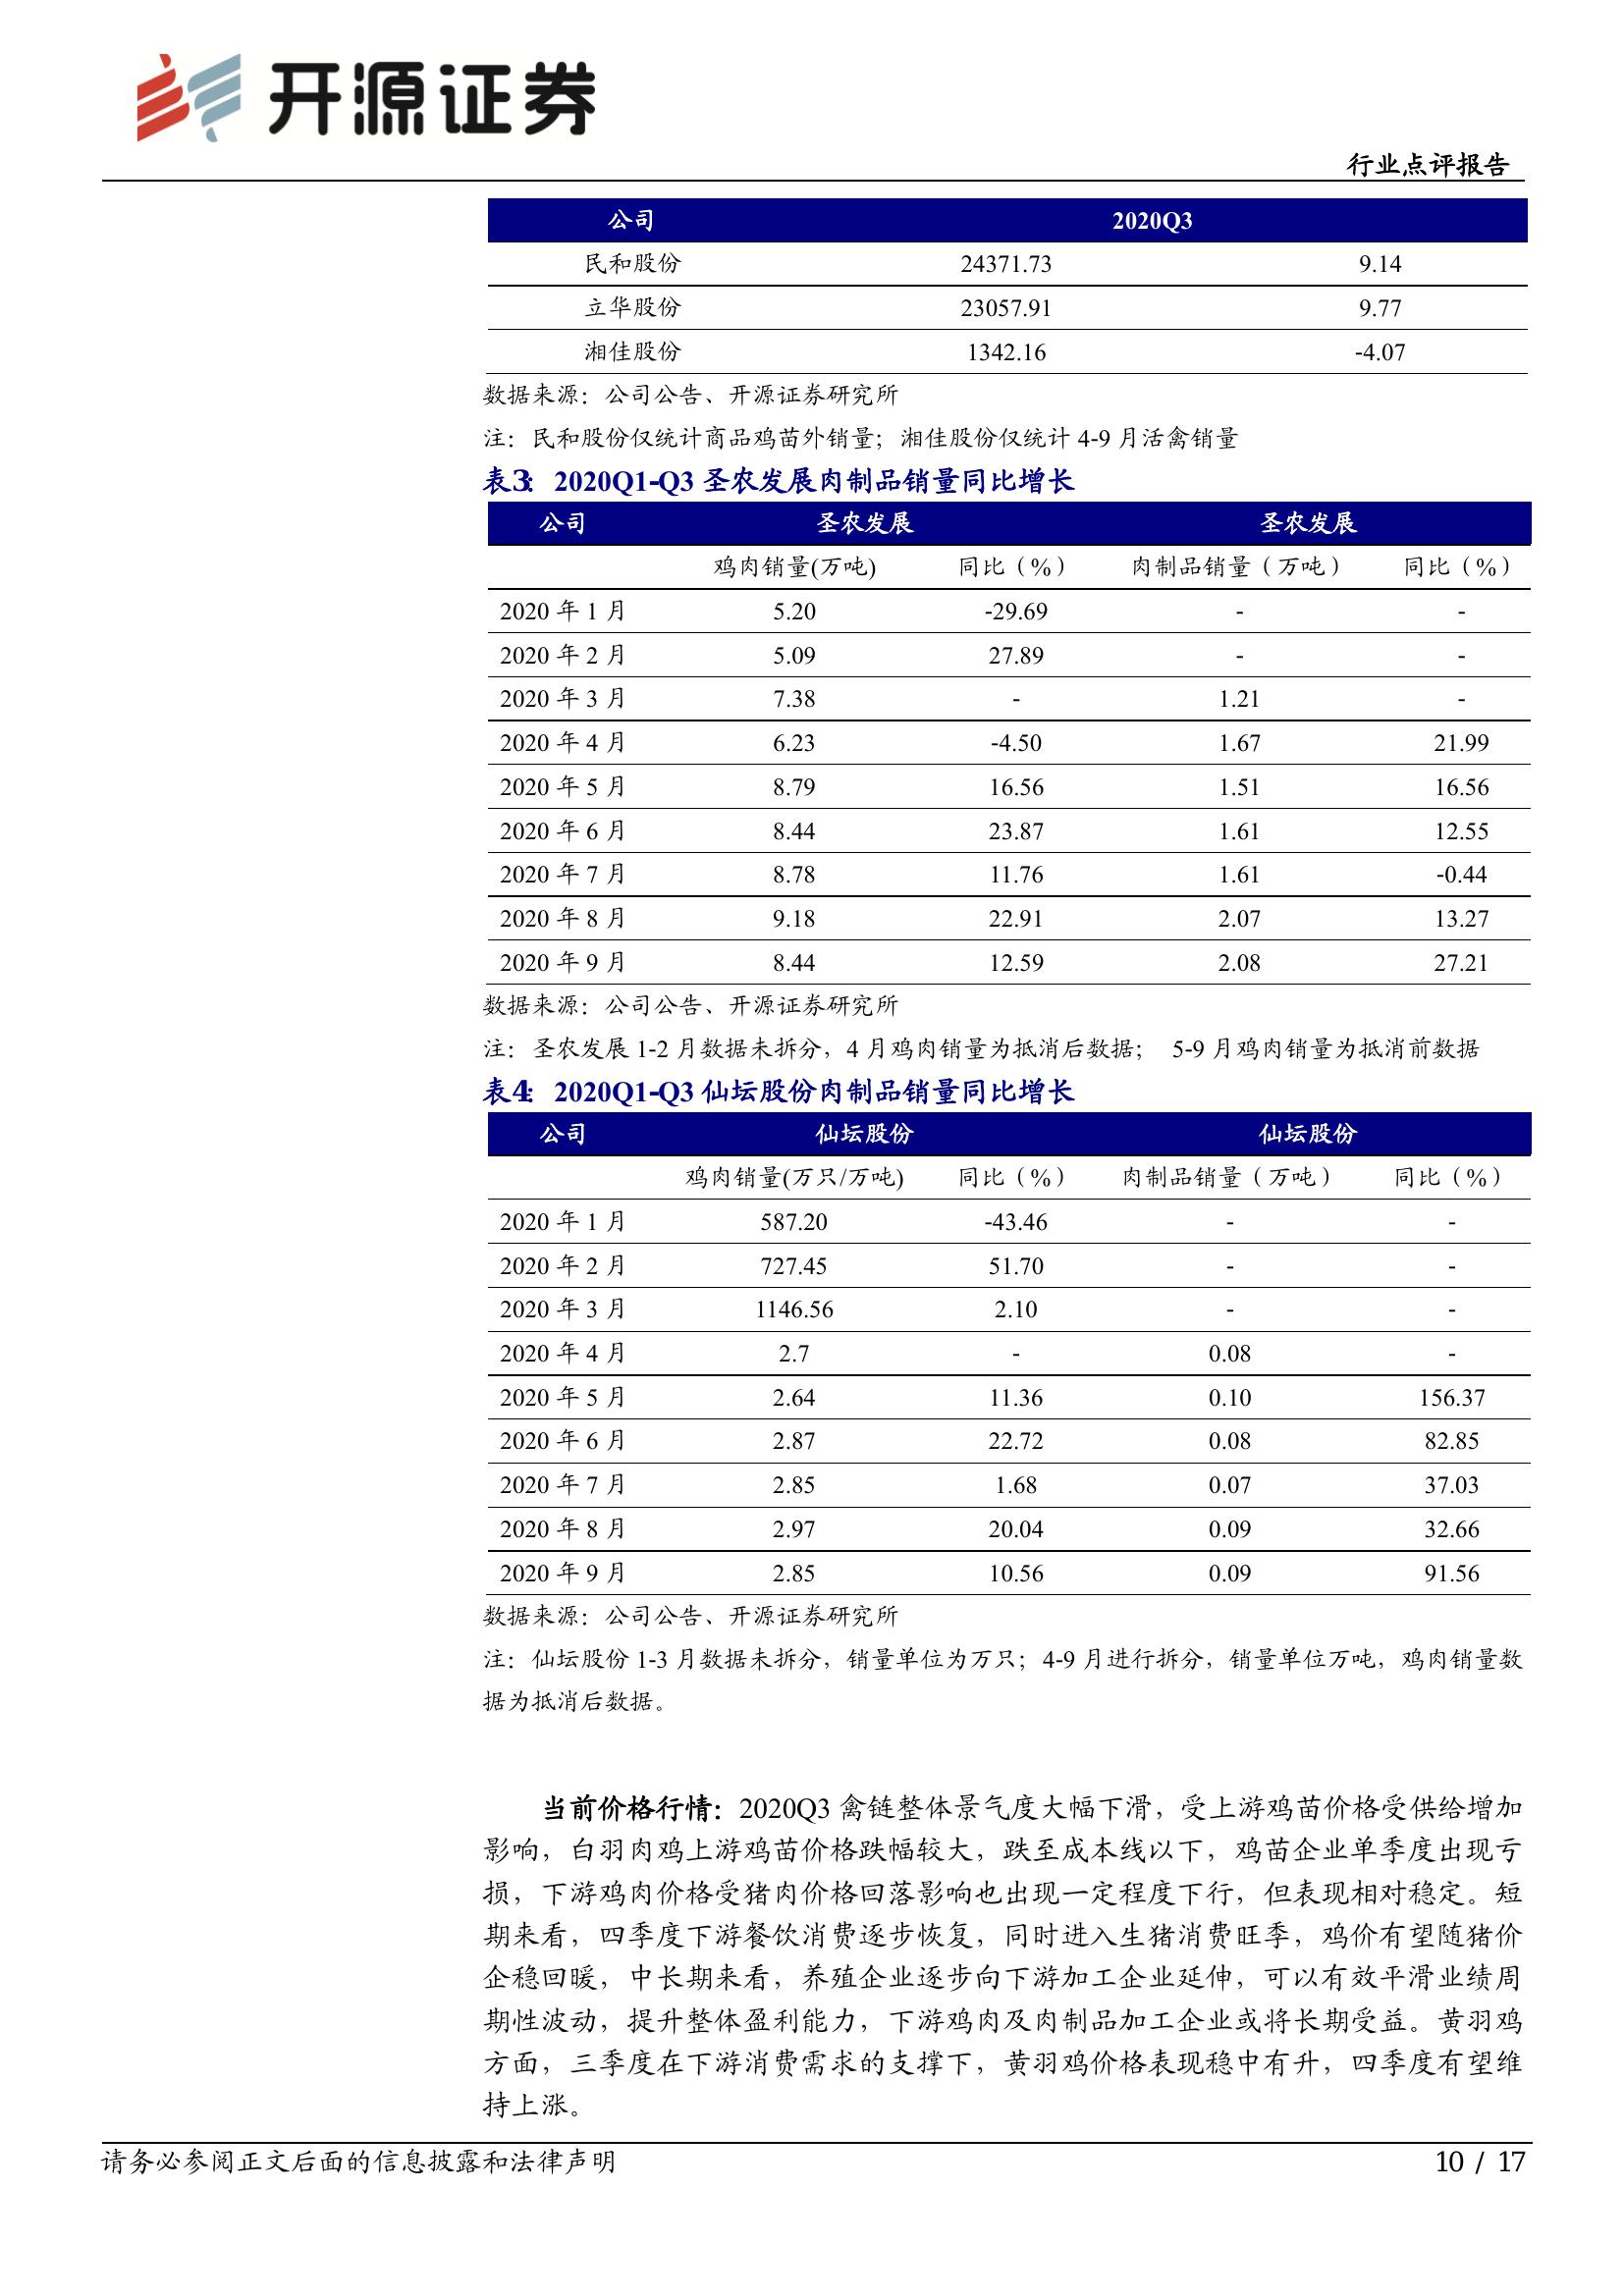 开源证券
行业点评报告
公司 2020Q3
民和股份 24371.73 9.14
立华股份 23057.91 9.77
湘佳股份 1342.16 -4.07
数据来源：公司公告、开源证券研究所
注：民和股份仅统计商品鸡苗外销量；湘佳股份仅统计 4-9 月活禽销量
表3： 2020Q1-Q3 圣农发展肉制品销量同比增长
公司 圣农发展 圣农发展
鸡肉销量(万吨) 同比（%） 肉制品销量（万吨） 同比（%）
2020 年 1 月 5.20 -29.69 - -
2020 年 2 月 5.09 27.89 - -
2020 年 3 月 7.38 - 1.21 -
2020 年 4 月 6.23 -4.50 1.67 21.99
2020 年 5 月 8.79 16.56 1.51 16.56
2020 年 6 月 8.44 23.87 1.61 12.55
2020 年 7 月 8.78 11.76 1.61 -0.44
2020 年 8 月 9.18 22.91 2.07 13.27
2020 年 9 月 8.44 12.59 2.08 27.21
数据来源：公司公告、开源证券研究所
注：圣农发展 1-2 月数据未拆分，4 月鸡肉销量为抵消后数据； 5-9 月鸡肉销量为抵消前数据
表4： 2020Q1-Q3 仙坛股份肉制品销量同比增长
公司 仙坛股份 仙坛股份
鸡肉销量(万只/万吨) 同比（%） 肉制品销量（万吨） 同比（%）
2020 年 1 月 587.20 -43.46 - -
2020 年 2 月 727.45 51.70 - -
2020 年 3 月 1146.56 2.10 - -
2020 年 4 月 2.7 - 0.08 -
2020 年 5 月 2.64 11.36 0.10 156.37
2020 年 6 月 2.87 22.72 0.08 82.85
2020 年 7 月 2.85 1.68 0.07 37.03
2020 年 8 月 2.97 20.04 0.09 32.66
2020 年 9 月 2.85 10.56 0.09 91.56
数据来源：公司公告、开源证券研究所
注：仙坛股份 1-3 月数据未拆分，销量单位为万只；4-9 月进行拆分，销量单位万吨，鸡肉销量数
据为抵消后数据。
当前价格行情：2020Q3 禽链整体景气度大幅下滑，受上游鸡苗价格受供给增加
影响，白羽肉鸡上游鸡苗价格跌幅较大，跌至成本线以下，鸡苗企业单季度出现亏
损，下游鸡肉价格受猪肉价格回落影响也出现一定程度下行，但表现相对稳定。短
期来看，四季度下游餐饮消费逐步恢复，同时进入生猪消费旺季，鸡价有望随猪价
企稳回暖，中长期来看，养殖企业逐步向下游加工企业延伸，可以有效平滑业绩周
期性波动，提升整体盈利能力，下游鸡肉及肉制品加工企业或将长期受益。黄羽鸡
方面，三季度在下游消费需求的支撑下，黄羽鸡价格表现稳中有升，四季度有望维
持上涨。
请务必参阅正文后面的信息披露和法律声明 10 / 17